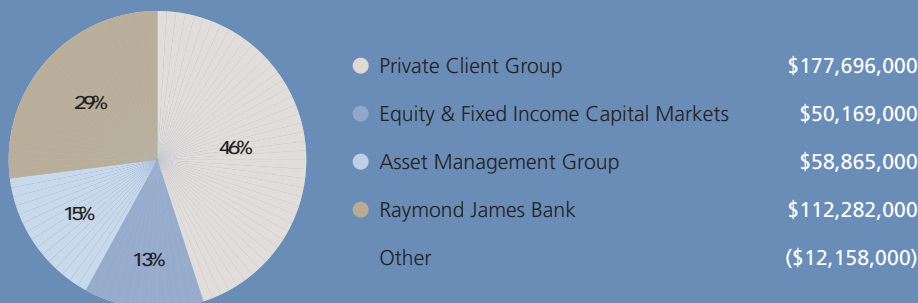 29%
46%
15%
13%
Private Client Group $177,696,000
Equity & Fixed Income Capital Markets $50,169,000
Asset Management Group $58,865,000
Raymond James Bank $112,282,000
Other ($12,158,000)